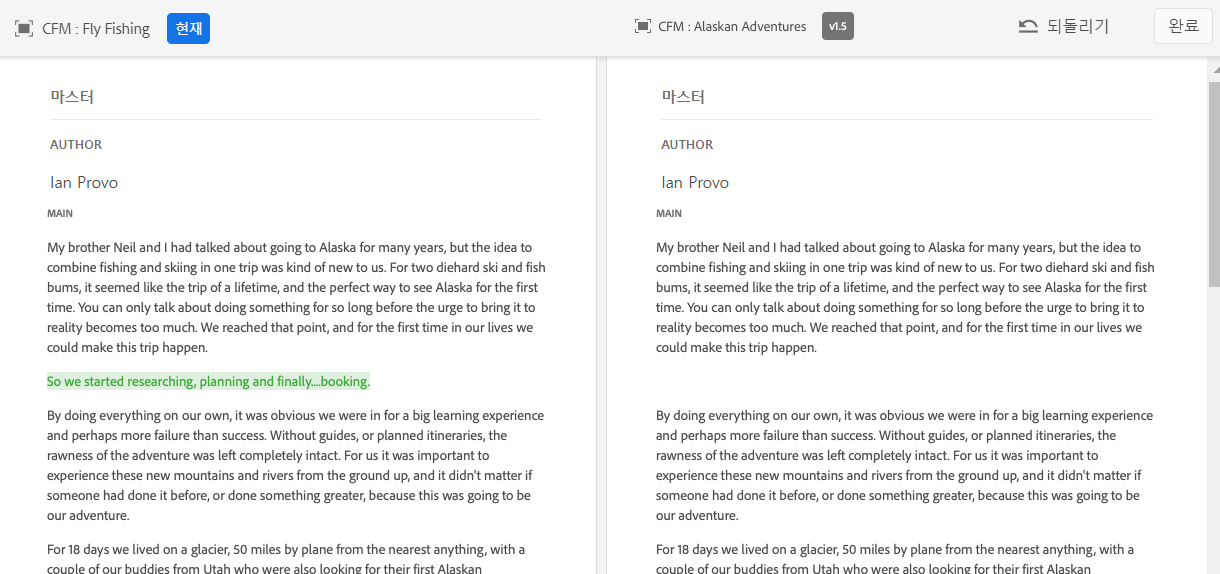 CFM : Fly Fishing 현재
CFM : Alaskan Adventures v1.5
되돌리기 완료
마스터
AUTHOR
Ian Provo
MAIN
My brother Neil and I had talked about going to Alaska for many years, but the idea to
combine fishing and skiing in one trip was kind of new to us. For two diehard ski and fish
bums, it seemed like the trip of a lifetime, and the perfect way to see Alaska for the first
time. You can only talk about doing something for so long before the urge to bring it to
reality becomes too much. We reached that point, and for the first time in our lives we
could make this trip happen.
So we started researching, planning and finally....booking.
By doing everything on our own, it was obvious we were in for a big learning experience
and perhaps more failure than success. Without guides, or planned itineraries, the
rawness of the adventure was left completely intact. For us it was important to
experience these new mountains and rivers from the ground up, and it didn't matter if
someone had done it before, or done something greater, because this was going to be
our adventure.
For 18 days we lived on a glacier, 50 miles by plane from the nearest anything, with a
couple of our buddies from Utah who were also looking for their first Alaskan
마스터
AUTHOR
Ian Provo
MAIN
My brother Neil and I had talked about going to Alaska for many years, but the idea to
combine fishing and skiing in one trip was kind of new to us. For two diehard ski and fish
bums, it seemed like the trip of a lifetime, and the perfect way to see Alaska for the first
time. You can only talk about doing something for so long before the urge to bring it to
reality becomes too much. We reached that point, and for the first time in our lives we
could make this trip happen.
By doing everything on our own, it was obvious we were in for a big learning experience
and perhaps more failure than success. Without guides, or planned itineraries, the
rawness of the adventure was left completely intact. For us it was important to
experience these new mountains and rivers from the ground up, and it didn't matter if
someone had done it before, or done something greater, because this was going to be
our adventure.
For 18 days we lived on a glacier, 50 miles by plane from the nearest anything, with a
couple of our buddies from Utah who were also looking for their first Alaskan